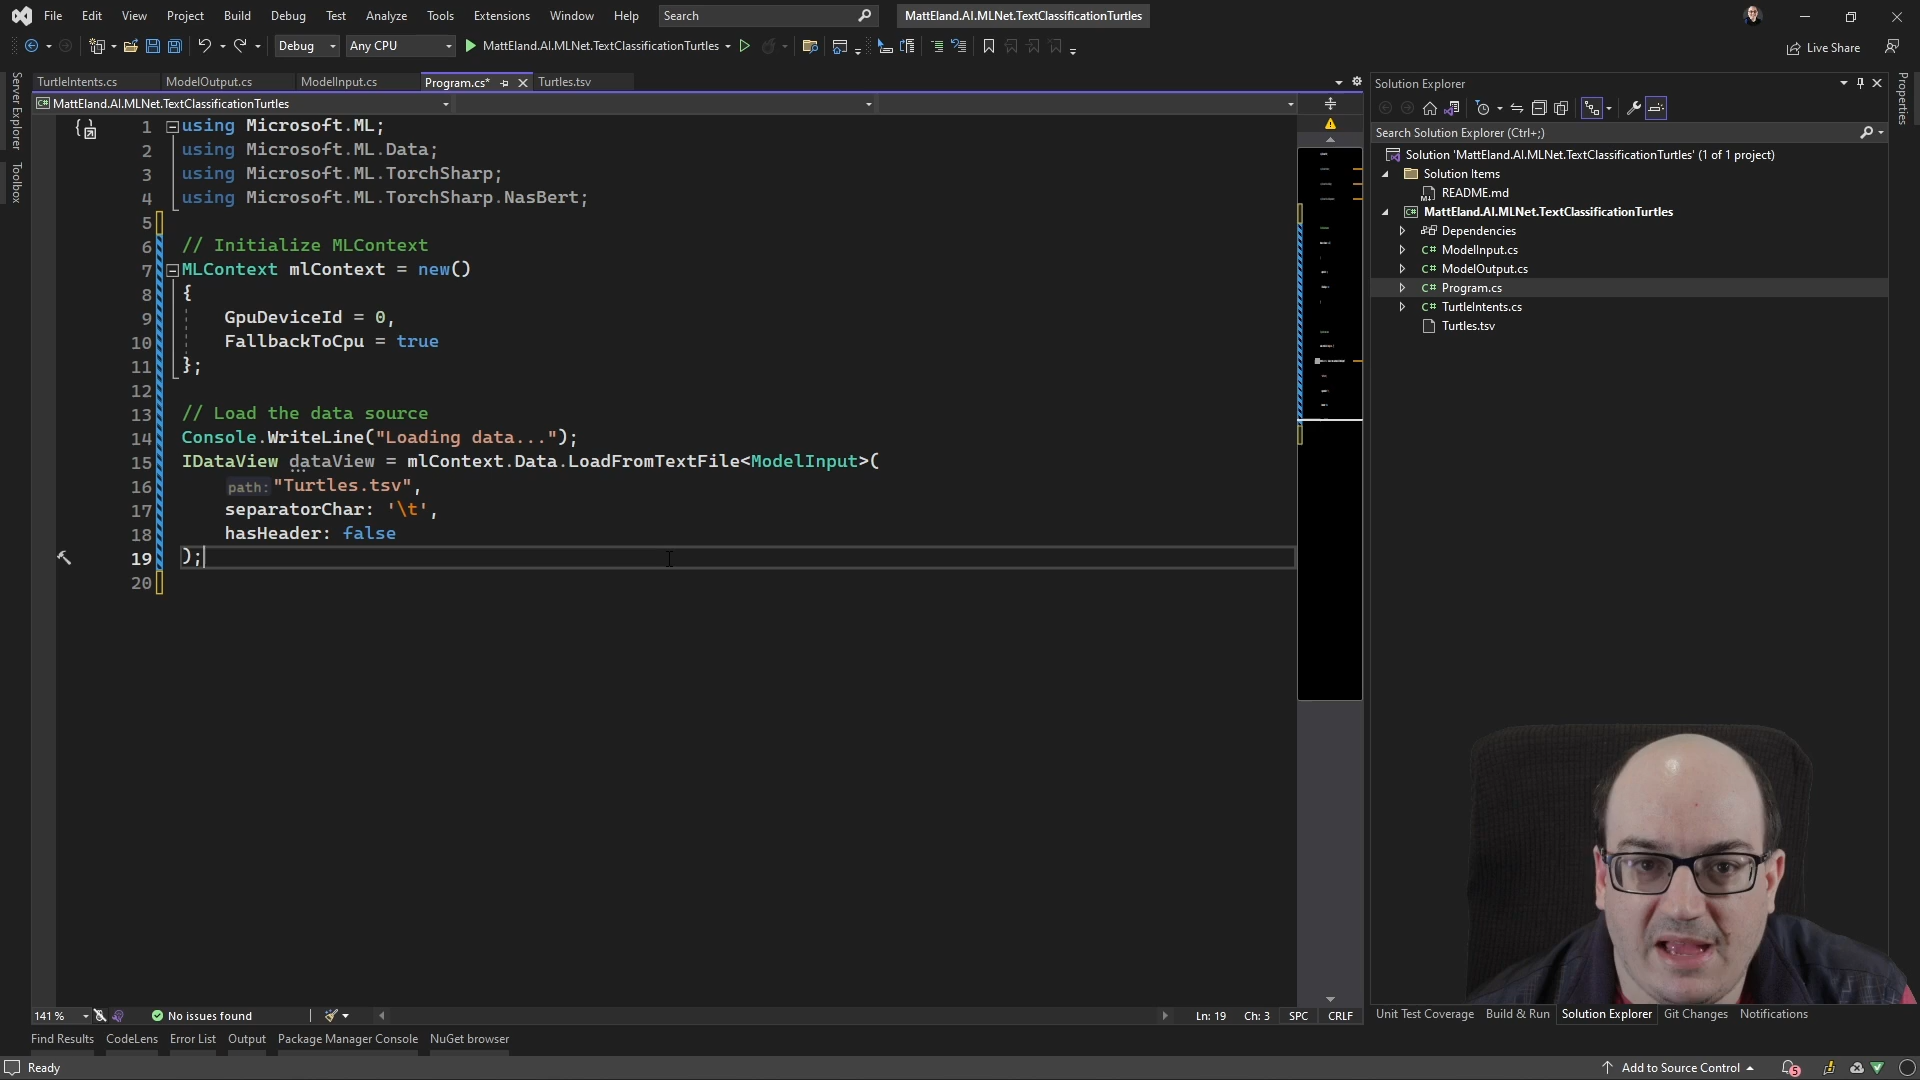 File Edit View Project Build Debug Test Analyze Tools Extensions Window Help Search MattEland.AI.MLNet.TextClassificationTurtles
Debug Any CPU MattEland.AI.MLNet.TextClassificationTurtles Live Share
Server Explorer
Toolbox
TurtleIntents.cs ModelOutput.cs ModelInput.cs Program.cs* Turtles.tsv
MattEland.AI.MLNet.TextClassificationTurtles
1 using Microsoft.ML;
2 using Microsoft.ML.Data;
3 using Microsoft.ML.TorchSharp;
4 using Microsoft.ML.TorchSharp.NasBert;
5
6 // Initialize MLContext
7 MLContext mlContext = new()
8 {
9 GpuDeviceId = 0,
10 FallbackToCpu = true
11 };
12
13 // Load the data source
14 Console.WriteLine("Loading data...");
15 IDataView dataView = mlContext.Data.LoadFromTextFile<ModelInput>(
16 path: "Turtles.tsv",
17 separatorChar: '\t',
18 hasHeader: false
19 );
20
141 % No issues found Ln: 19 Ch: 3 SPC CRLF
Find Results CodeLens Error List Output Package Manager Console NuGet browser
Ready
Solution Explorer
Search Solution Explorer (Ctrl+;)
Solution 'MattEland.AI.MLNet.TextClassificationTurtles' (1 of 1 project)
Solution Items
README.md
C# MattEland.AI.MLNet.TextClassificationTurtles
Dependencies
C# ModelInput.cs
C# ModelOutput.cs
C# Program.cs
C# TurtleIntents.cs
Turtles.tsv
Properties
Unit Test Coverage Build & Run Solution Explorer Git Changes Notifications
Add to Source Control 5